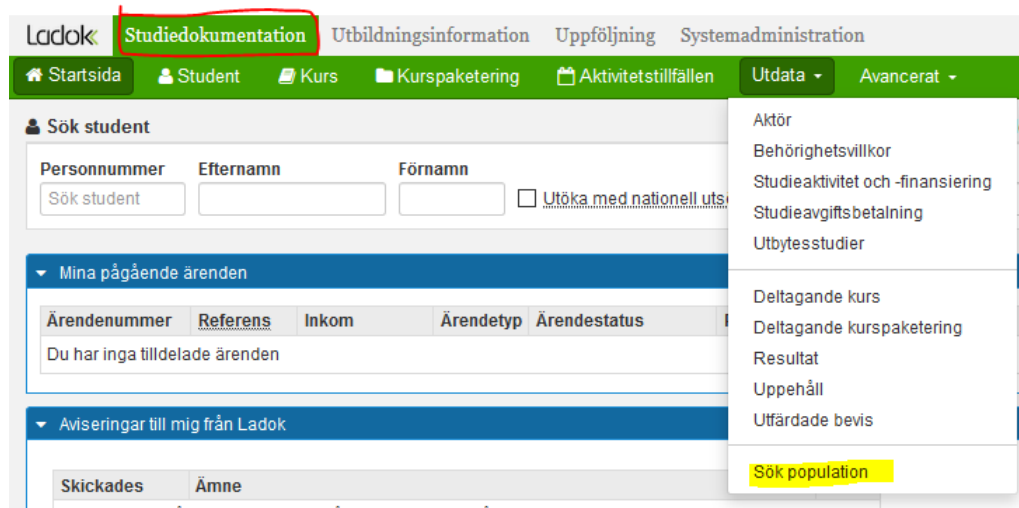 Ladok Studiedokumentation Utbildningsinformation Uppföljning Systemadministration
Startsida Student Kurs Kurspaketering Aktivitetstillfällen Utdata Avancerat
Sök student
Personnummer Efternamn Förnamn
Sök student
Utöka med nationell
Mina pågående ärenden
Ärendenummer Referens Inkom Ärendetyp Ärendestatus
Du har inga tilldelade ärenden
Aviseringar till mig från Ladok
Skickades Ämne
Aktör
Behörighetsvillkor
Studieaktivitet och -finansiering
Studieavgiftsbetalning
Utbytesstudier
Deltagande kurs
Deltagande kurspaketering
Resultat
Uppehåll
Utfärdade bevis
Sök population